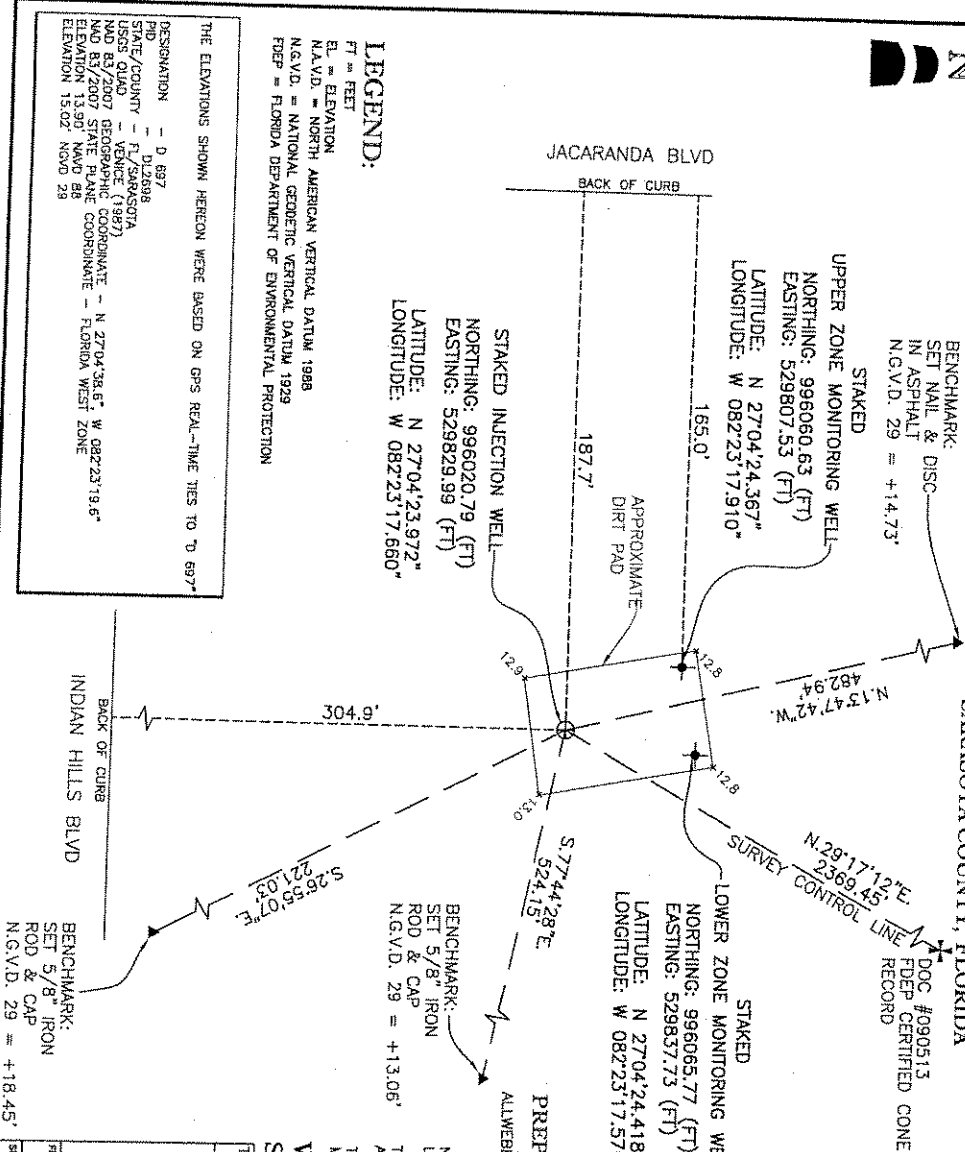 N
SARASOTA COUNTY, FLORIDA
BENCHMARK:
SET NAIL & DISC
IN ASPHALT
N.G.V.D. 29 = +14.73'
DOC #090513
FDEP CERTIFIED
RECORD
JACARANDA BLVD
BACK OF CURB
STAKED
UPPER ZONE MONITORING WELL
NORTHING: 996060.63 (FT)
EASTING: 529807.53 (FT)
LATITUDE: N 27°04'24.367"
LONGITUDE: W 082°23'17.910"
165.0'
187.7'
APPROXIMATE
DIRT PAD
12.8
12.8
12.9
13.0
N.13°47'42"W.
482.94'
N.29°17'12"E.
2369.45'
SURVEY CONTROL LINE
STAKED
LOWER ZONE MONITORING
NORTHING: 996065.77 (FT)
EASTING: 529837.73 (FT)
LATITUDE: N 27°04'24.418
LONGITUDE: W 082°23'17.57
STAKED INJECTION WELL
NORTHING: 996020.79 (FT)
EASTING: 529829.99 (FT)
LATITUDE: N 27°04'23.972"
LONGITUDE: W 082°23'17.660"
304.9'
S.77°44'28"E.
524.15'
S.26°55'07"E.
221.03'
BENCHMARK:
SET 5/8" IRON
ROD & CAP
N.G.V.D. 29 = +13.06'
BACK OF CURB
INDIAN HILLS BLVD
BENCHMARK:
SET 5/8" IRON
ROD & CAP
N.G.V.D. 29 = +18.45'
LEGEND:
FT = FEET
EL = ELEVATION
N.A.V.D. = NORTH AMERICAN VERTICAL DATUM 1988
N.G.V.D. = NATIONAL GEODETIC VERTICAL DATUM 1929
FDEP = FLORIDA DEPARTMENT OF ENVIRONMENTAL PROTECTION
THE ELEVATIONS SHOWN HEREON WERE BASED ON GPS REAL-TIME TIES TO "D 697"
DESIGNATION - D 697
PID - DL2698
STATE/COUNTY - FL/SARASOTA
USGS QUAD - VENICE (1987)
NAD 83/2007 GEOGRAPHIC COORDINATE - N 27°04'38.6", W 082°23'19.6"
NAD 83/2007 STATE PLANE COORDINATE - FLORIDA WEST ZONE
ELEVATION 13.90' NAVD 88
ELEVATION 15.02' NGVD 29
PREP